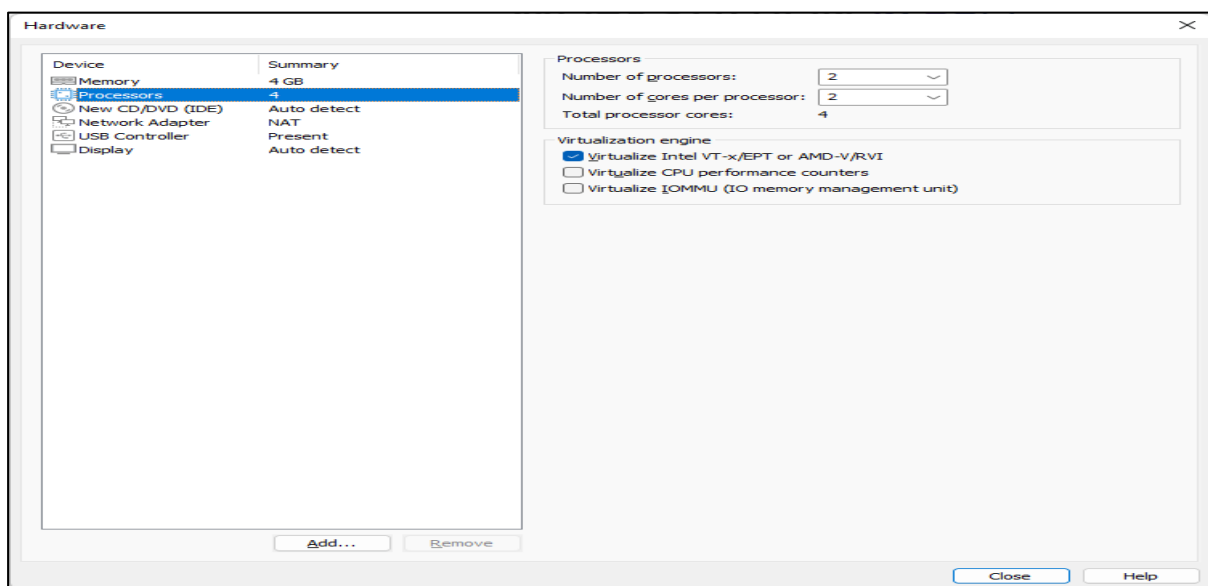 Hardware
Device Summary
Memory 4 GB
Processors 4
New CD/DVD (IDE) Auto detect
Network Adapter NAT
USB Controller Present
Display Auto detect
Add... Remove
Processors
Number of processors: 2
Number of cores per processor: 2
Total processor cores: 4
Virtualization engine
Virtualize Intel VT-x/EPT or AMD-V/RVI
Virtualize CPU performance counters
Virtualize IOMMU (IO memory management unit)
Close Help